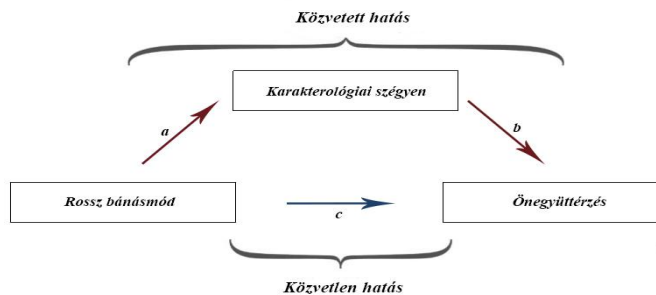 Közvetett hatás
Karakterológiai szégyen
a
b
Rossz bánásmód
Önegyüttérzés
c
Közvetlen hatás